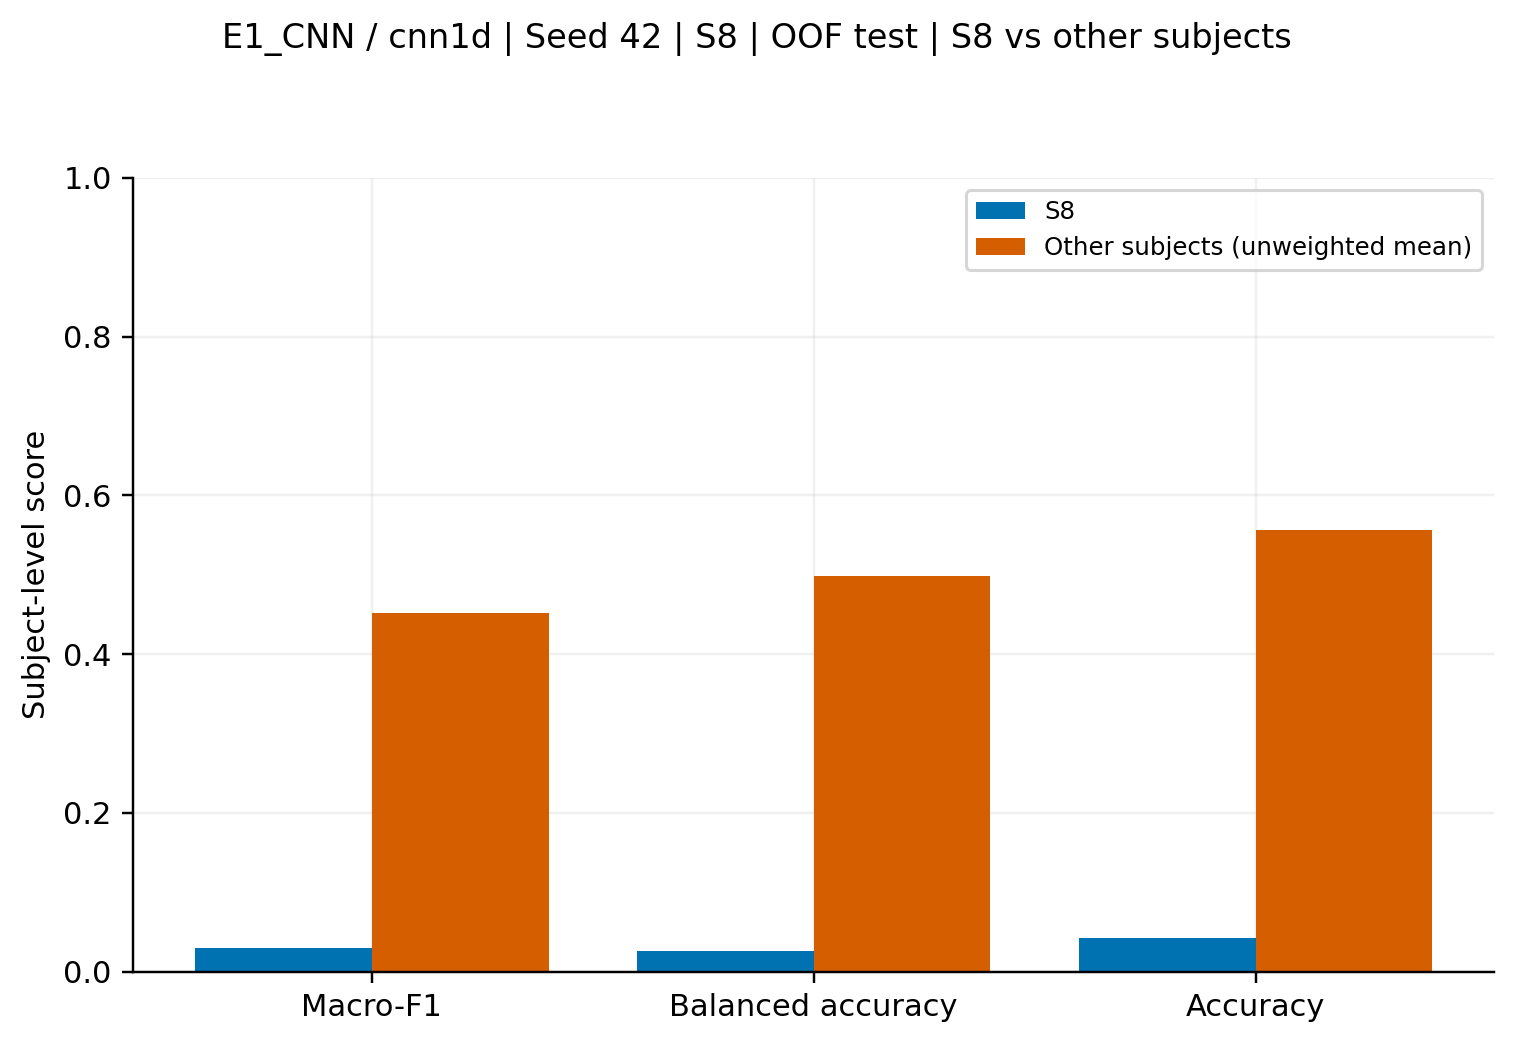 E1_CNN / cnn1d | Seed 42 | S8 | OOF test | S8 vs other subjects
S8
Other subjects (unweighted mean)
Subject-level score
1.0
0.8
0.6
0.4
0.2
0.0
Macro-F1
Balanced accuracy
Accuracy